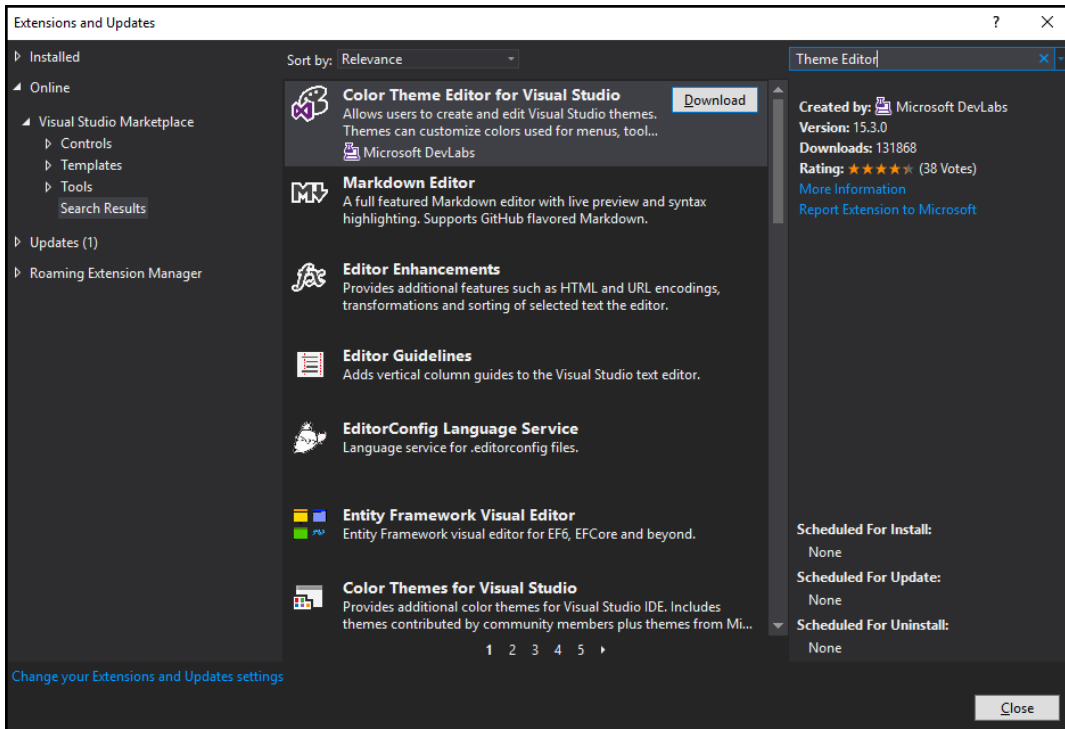 Extensions and Updates
? ×
Installed
Online
Visual Studio Marketplace
Controls
Templates
Tools
Search Results
Updates (1)
Roaming Extension Manager
Change your Extensions and Updates settings
Sort by: Relevance
Color Theme Editor for Visual Studio
Download
Allows users to create and edit Visual Studio themes.
Themes can customize colors used for menus, tool...
Microsoft DevLabs
Markdown Editor
A full featured Markdown editor with live preview and syntax
highlighting. Supports GitHub flavored Markdown.
Editor Enhancements
Provides additional features such as HTML and URL encodings,
transformations and sorting of selected text the editor.
Editor Guidelines
Adds vertical column guides to the Visual Studio text editor.
EditorConfig Language Service
Language service for .editorconfig files.
Entity Framework Visual Editor
Entity Framework visual editor for EF6, EFCore and beyond.
Color Themes for Visual Studio
Provides additional color themes for Visual Studio IDE. Includes
themes contributed by community members plus themes from Mi...
1 2 3 4 5
Theme Editor
Created by: Microsoft DevLabs
Version: 15.3.0
Downloads: 131868
Rating: ★★★★★ (38 Votes)
More Information
Report Extension to Microsoft
Scheduled For Install:
None
Scheduled For Update:
None
Scheduled For Uninstall:
None
Close